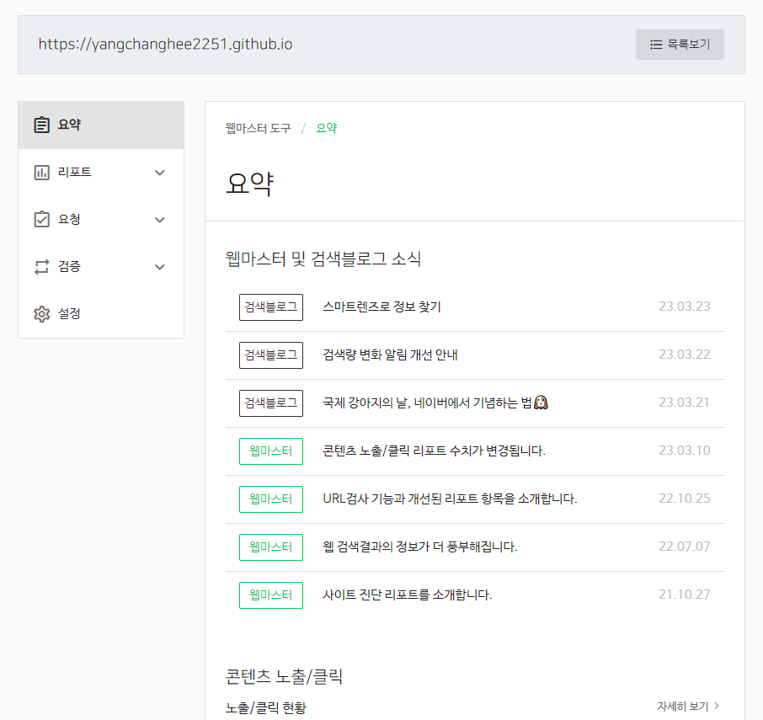 https://yangchanghee2251.github.io
목록보기
요약
리포트
요청
검증
설정
웹마스터 도구 / 요약
요약
웹마스터 및 검색블로그 소식
검색블로그 스마트렌즈로 정보 찾기 23.03.23
검색블로그 검색량 변화 알림 개선 안내 23.03.22
검색블로그 국제 강아지의 날, 네이버에서 기념하는 법🐶 23.03.21
웹마스터 콘텐츠 노출/클릭 리포트 수치가 변경됩니다. 23.03.10
웹마스터 URL검사 기능과 개선된 리포트 항목을 소개합니다. 22.10.25
웹마스터 웹 검색결과의 정보가 더 풍부해집니다. 22.07.07
웹마스터 사이트 진단 리포트를 소개합니다. 21.10.27
콘텐츠 노출/클릭
노출/클릭 현황 자세히 보기 >